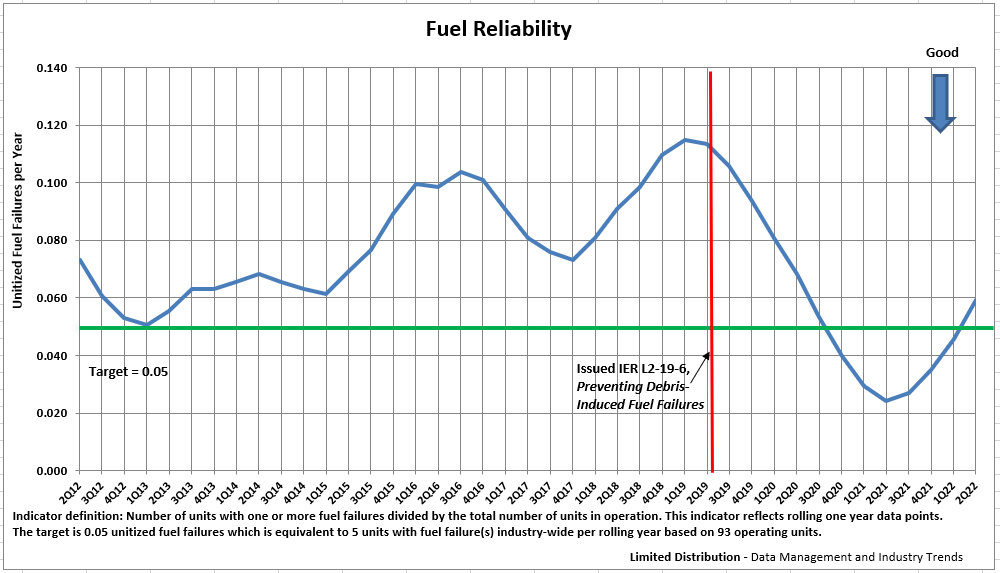 Fuel Reliability
Good
Unitized Fuel Failures per Year
0.140
0.120
0.100
0.080
0.060
0.040
0.020
0.000
Target = 0.05
Issued IER L2-19-6,
Preventing Debris-
Induced Fuel Failures
2Q12 3Q12 4Q12 1Q13 2Q13 3Q13 4Q13 1Q14 2Q14 3Q14 4Q14 1Q15 2Q15 3Q15 4Q15 1Q16 2Q16 3Q16 4Q16 1Q17 2Q17 3Q17 4Q17 1Q18 2Q18 3Q18 4Q18 1Q19 2Q19 3Q19 4Q19 1Q20 2Q20 3Q20 4Q20 1Q21 2Q21 3Q21 4Q21 1Q22 2Q22
Indicator definition: Number of units with one or more fuel failures divided by the total number of units in operation. This indicator reflects rolling one year data points.
The target is 0.05 unitized fuel failures which is equivalent to 5 units with fuel failure(s) industry-wide per rolling year based on 93 operating units.
Limited Distribution - Data Management and Industry Trends